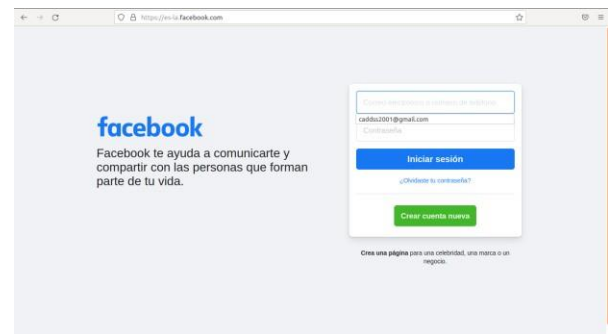 https://es-la.facebook.com
facebook
Facebook te ayuda a comunicarte y
compartir con las personas que forman
parte de tu vida.
Correo electrónico o número de teléfono
caddss2001@gmail.com
Contraseña
Iniciar sesión
¿Olvidaste tu contraseña?
Crear cuenta nueva
Crea una página para una celebridad, una marca o un
negocio.